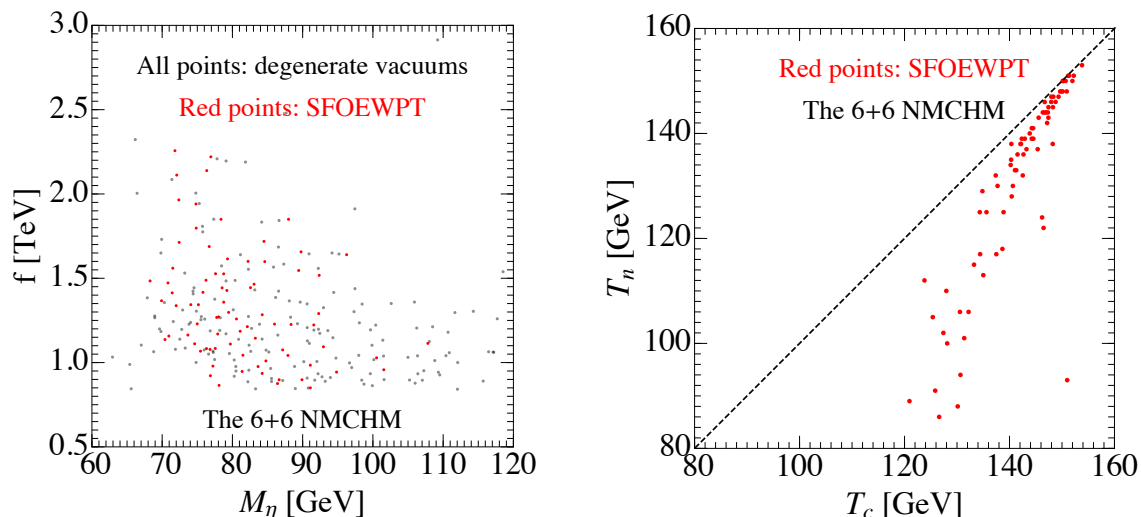 3.0
2.5
2.0
1.5
1.0
0.5
f [TeV]
All points: degenerate vacuums
Red points: SFOEWPT
The 6+6 NMCHM
60 70 80 90 100 110 120
M_η [GeV]
160
140
120
100
80
T_n [GeV]
Red points: SFOEWPT
The 6+6 NMCHM
80 100 120 140 160
T_c [GeV]